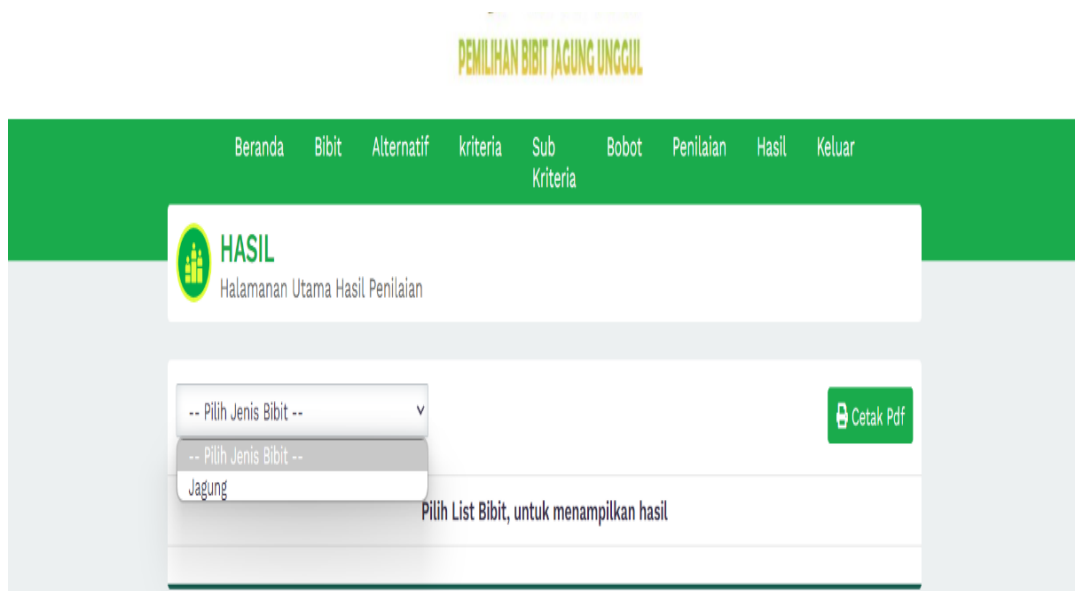 PEMILIHAN BIBIT JAGUNG UNGGUL
Beranda Bibit Alternatif kriteria Sub Kriteria Bobot Penilaian Hasil Keluar
HASIL
Halamanan Utama Hasil Penilaian
-- Pilih Jenis Bibit --
Cetak Pdf
-- Pilih Jenis Bibit --
Jagung
Pilih List Bibit, untuk menampilkan hasil